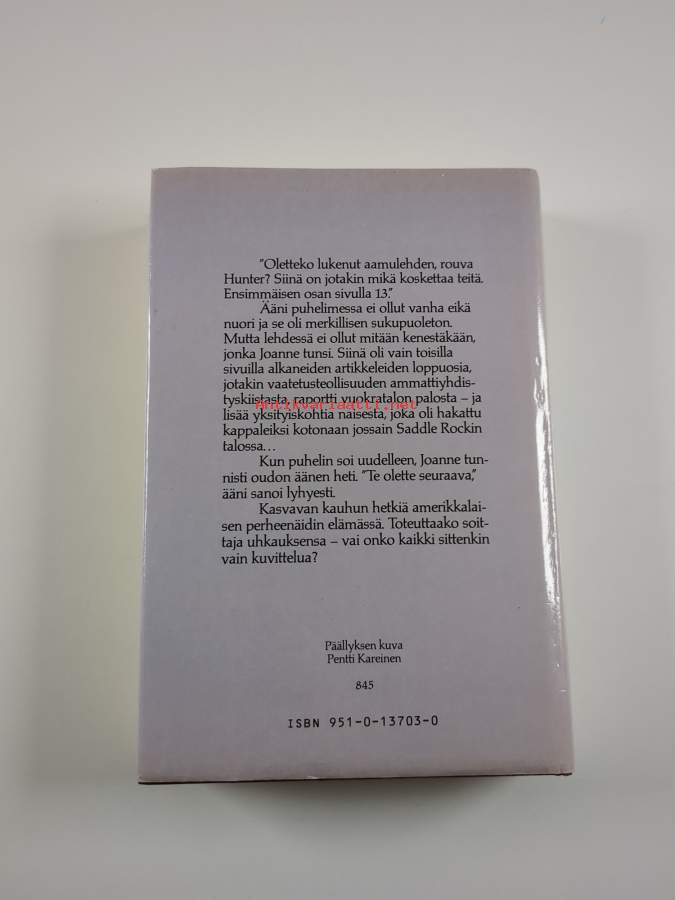 "Oletteko lukenut aamulehden, rouva
Hunter? Siinä on jotakin mikä koskettaa teitä.
Ensimmäisen osan sivulla 13."
Ääni puhelimessa ei ollut vanha eikä
nuori ja se oli merkillisen sukupuoleton.
Mutta lehdessä ei ollut mitään kenestäkään,
jonka Joanne tunsi. Siinä oli vain toisilla
sivuilla alkaneiden artikkeleiden loppuosia,
jotakin vaatetusteollisuuden ammattiyhdis-
tyskiistasta, raportti vuokratalon palosta – ja
Antikvariaatti.net
lisää yksityiskohtia naisesta, joka oli hakattu
kappaleiksi kotonaan jossain Saddle Rockin
talossa...
Kun puhelin soi uudelleen, Joanne tun-
nisti oudon äänen heti. "Te olette seuraava,"
ääni sanoi lyhyesti.
Kasvavan kauhun hetkiä amerikkalai-
sen perheenäidin elämässä. Toteuttaako soit-
taja uhkauksensa – vai onko kaikki sittenkin
vain kuvittelua?
Päällyksen kuva
Pentti Kareinen
845
ISBN 951-0-13703-0